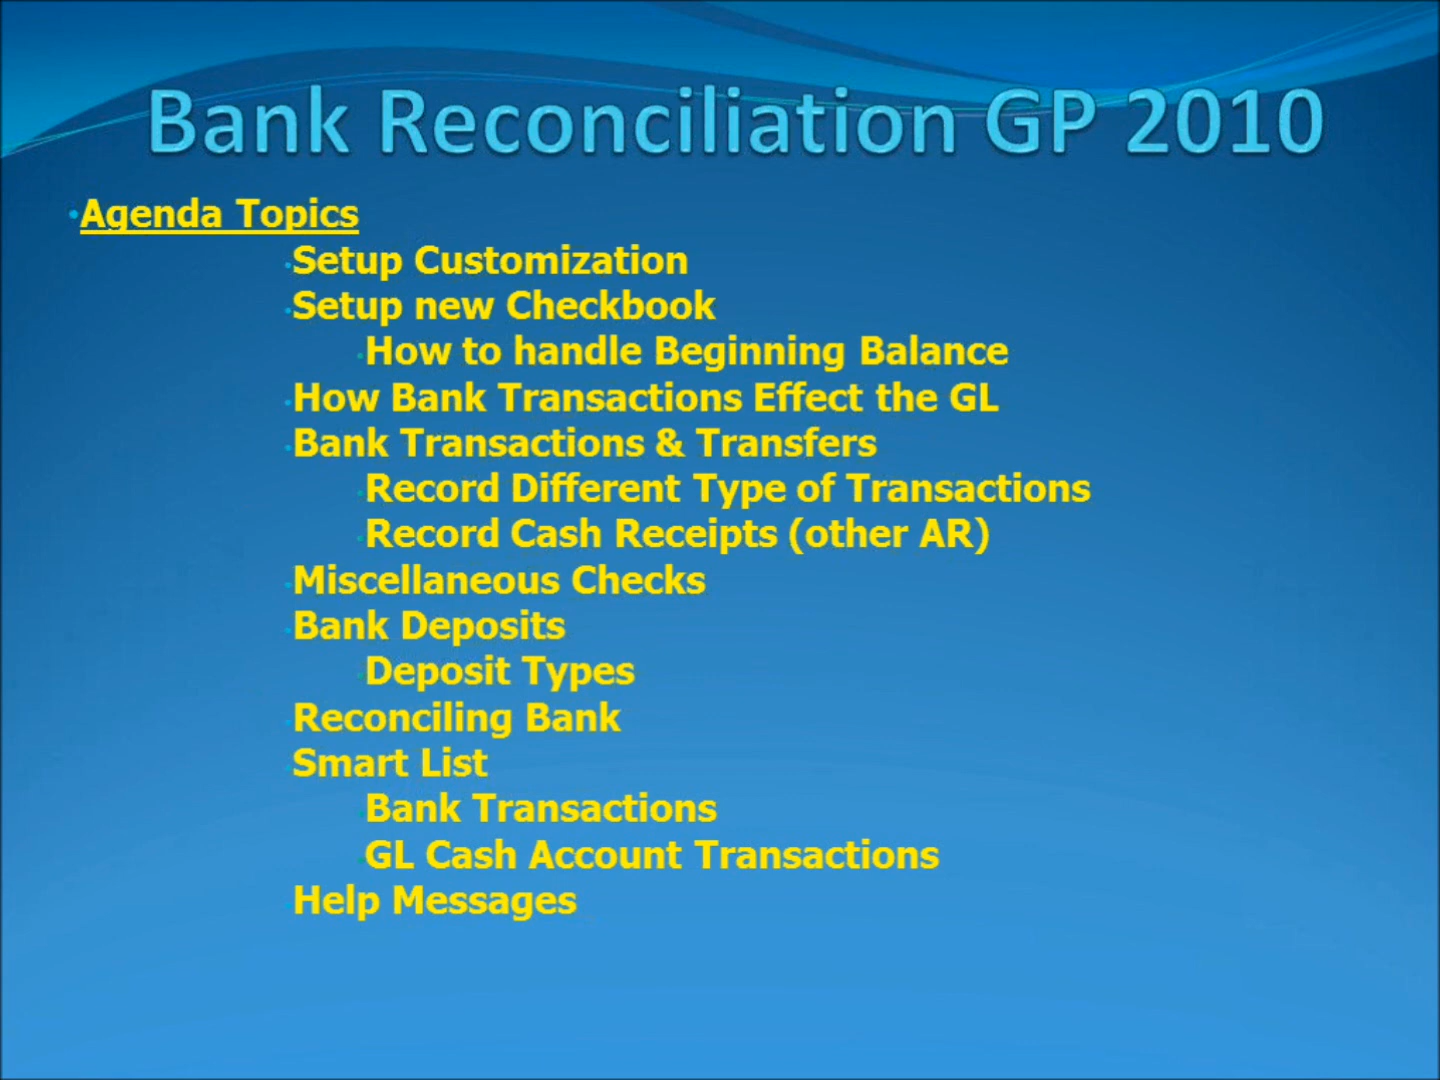 Bank Reconciliation GP 2010
•Agenda Topics
•Setup Customization
•Setup new Checkbook
•How to handle Beginning Balance
•How Bank Transactions Effect the GL
•Bank Transactions & Transfers
•Record Different Type of Transactions
•Record Cash Receipts (other AR)
•Miscellaneous Checks
•Bank Deposits
•Deposit Types
•Reconciling Bank
•Smart List
•Bank Transactions
•GL Cash Account Transactions
•Help Messages